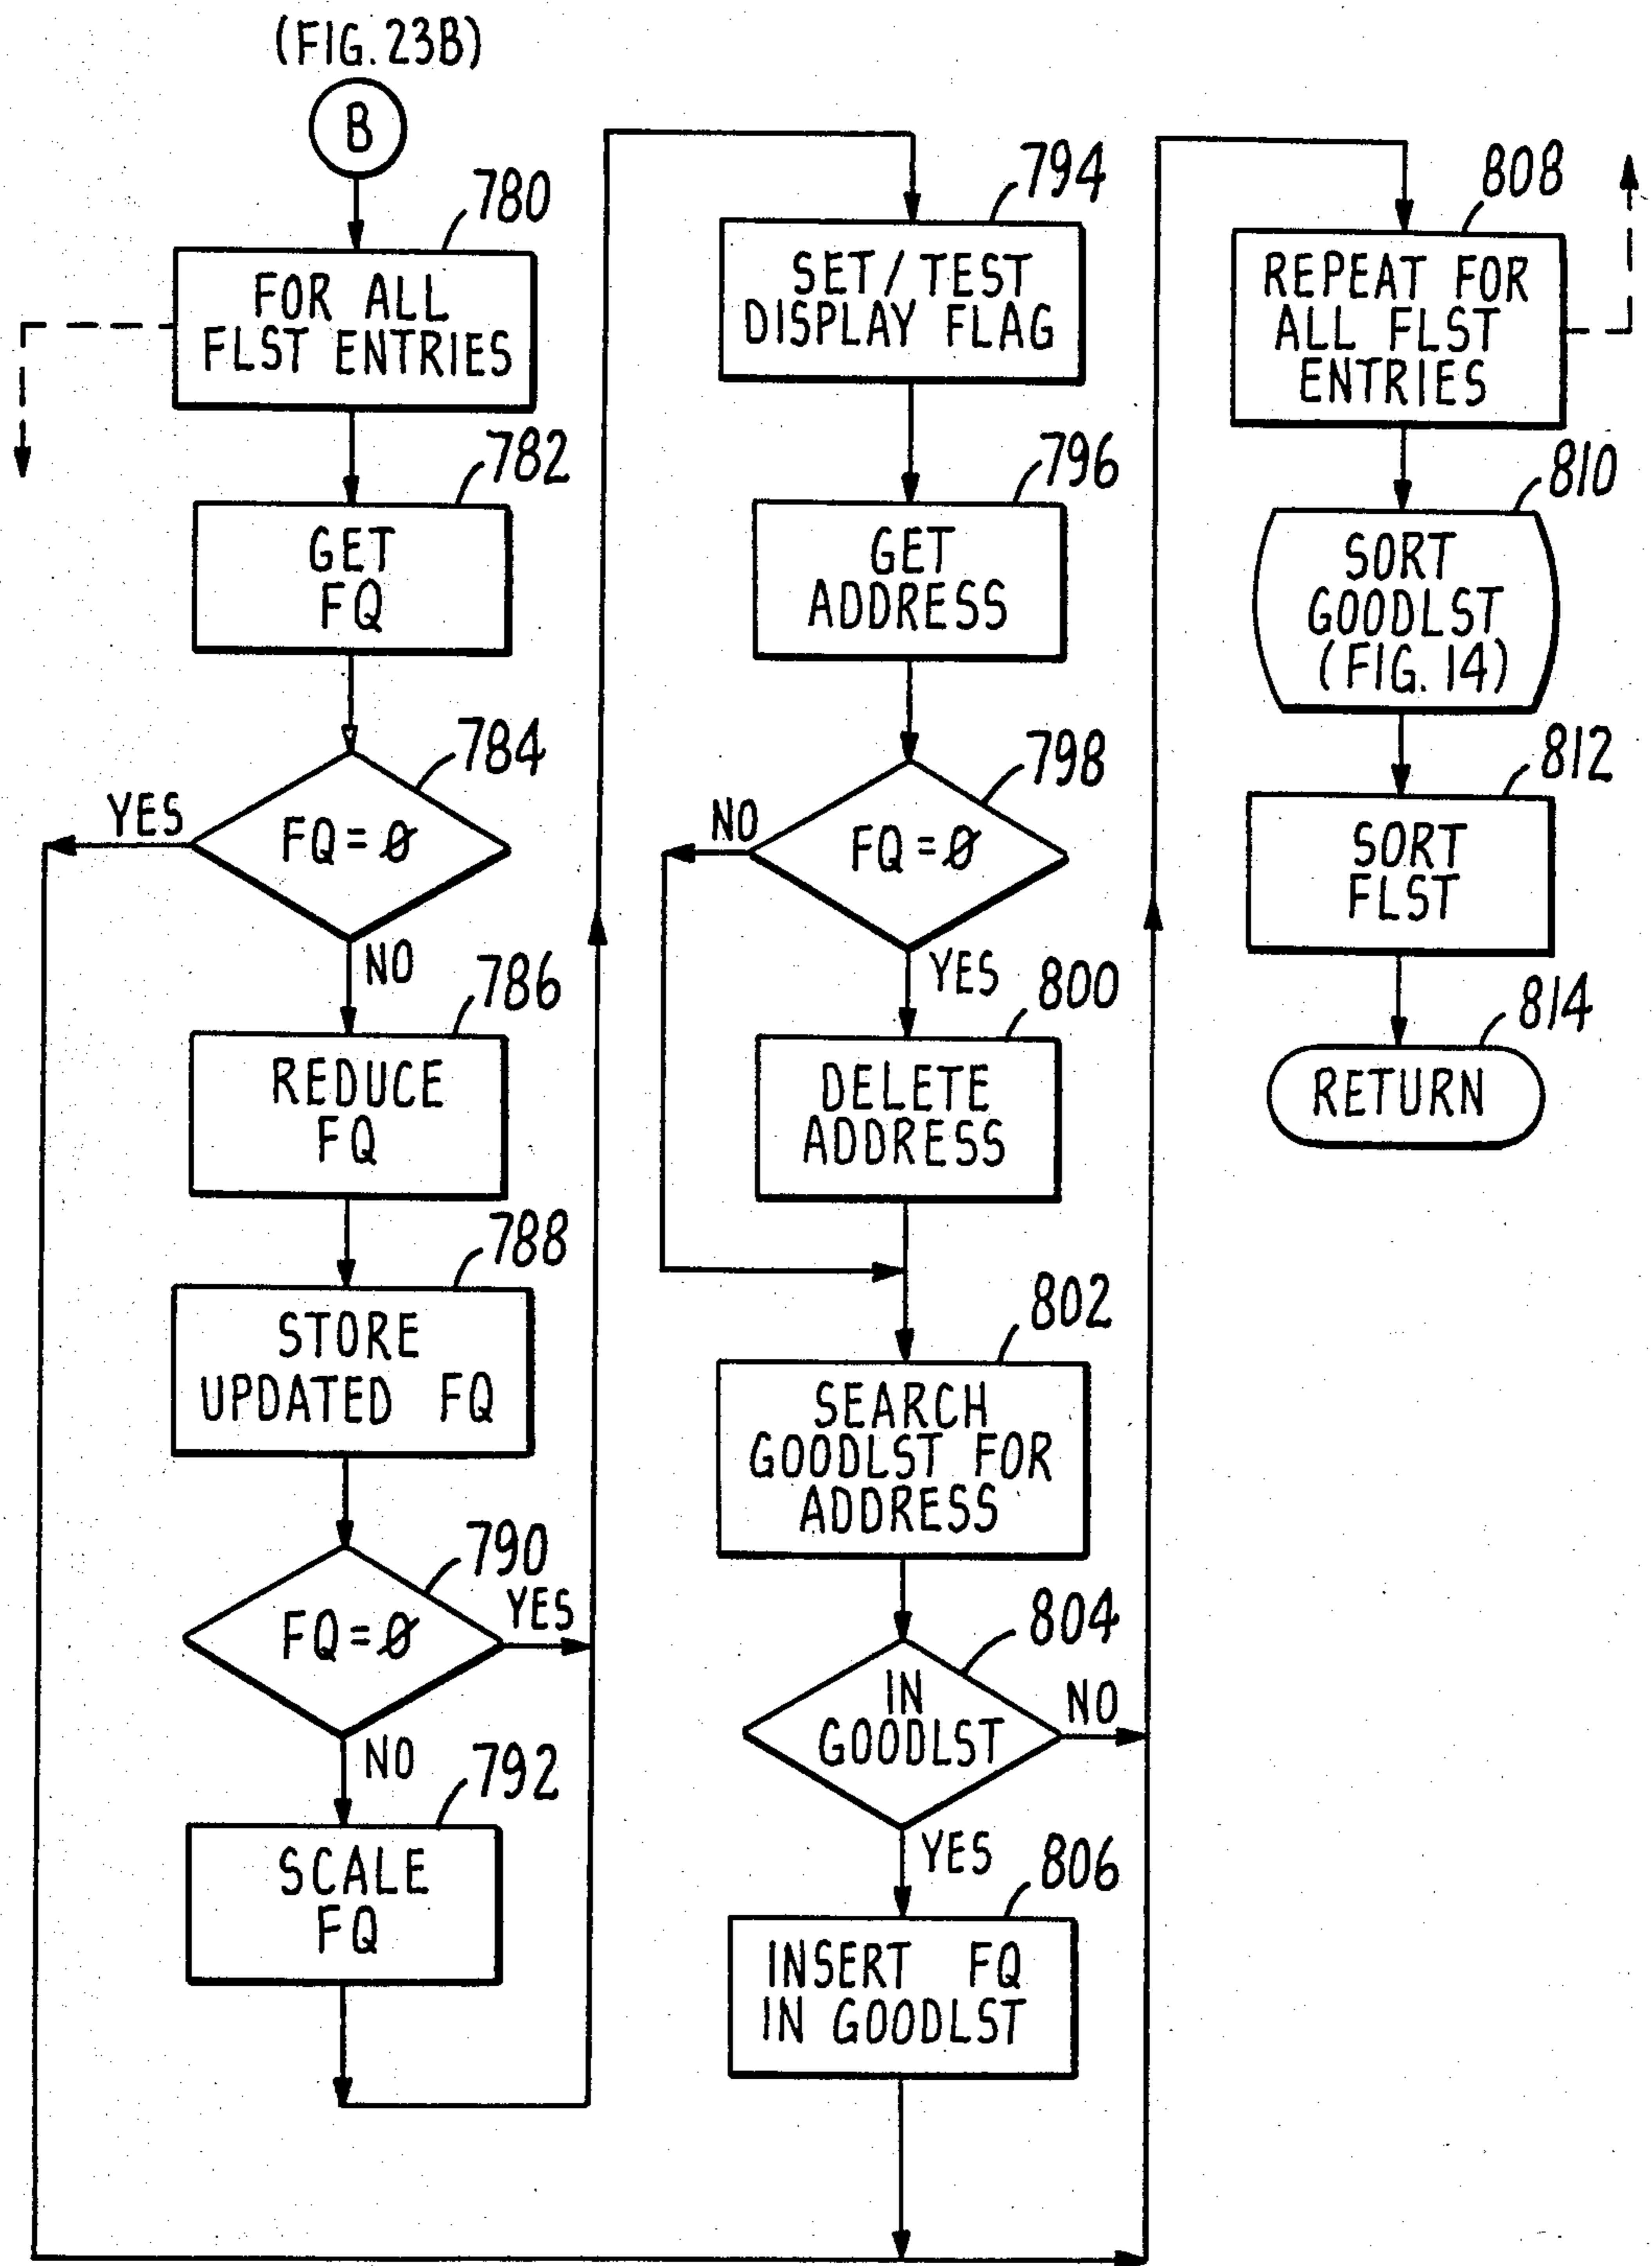 (FIG. 23B)
B
780
FOR ALL
FLST ENTRIES
782
GET
FQ
784
YES
FQ = Ø
NO
786
REDUCE
FQ
788
STORE
UPDATED FQ
790
FQ = Ø
YES
NO
792
SCALE
FQ
794
SET / TEST
DISPLAY FLAG
796
GET
ADDRESS
798
NO
FQ = Ø
YES
800
DELETE
ADDRESS
802
SEARCH
GOODLST FOR
ADDRESS
804
IN
GOODLST
NO
YES
806
INSERT FQ
IN GOODLST
808
REPEAT FOR
ALL FLST
ENTRIES
810
SORT
GOODLST
(FIG. 14)
812
SORT
FLST
814
RETURN